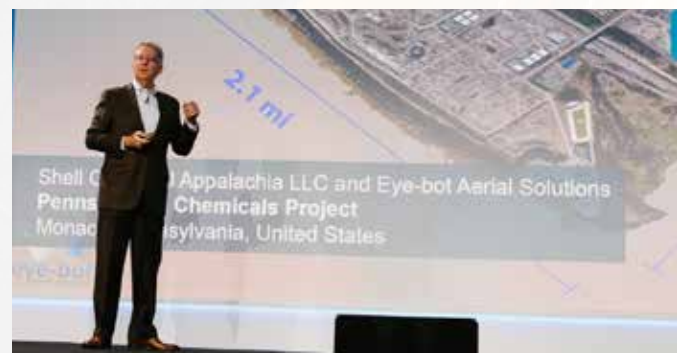 2.1 mi
Shell Appalachia LLC and Eye-bot Aerial Solutions
Chemicals Project
United States